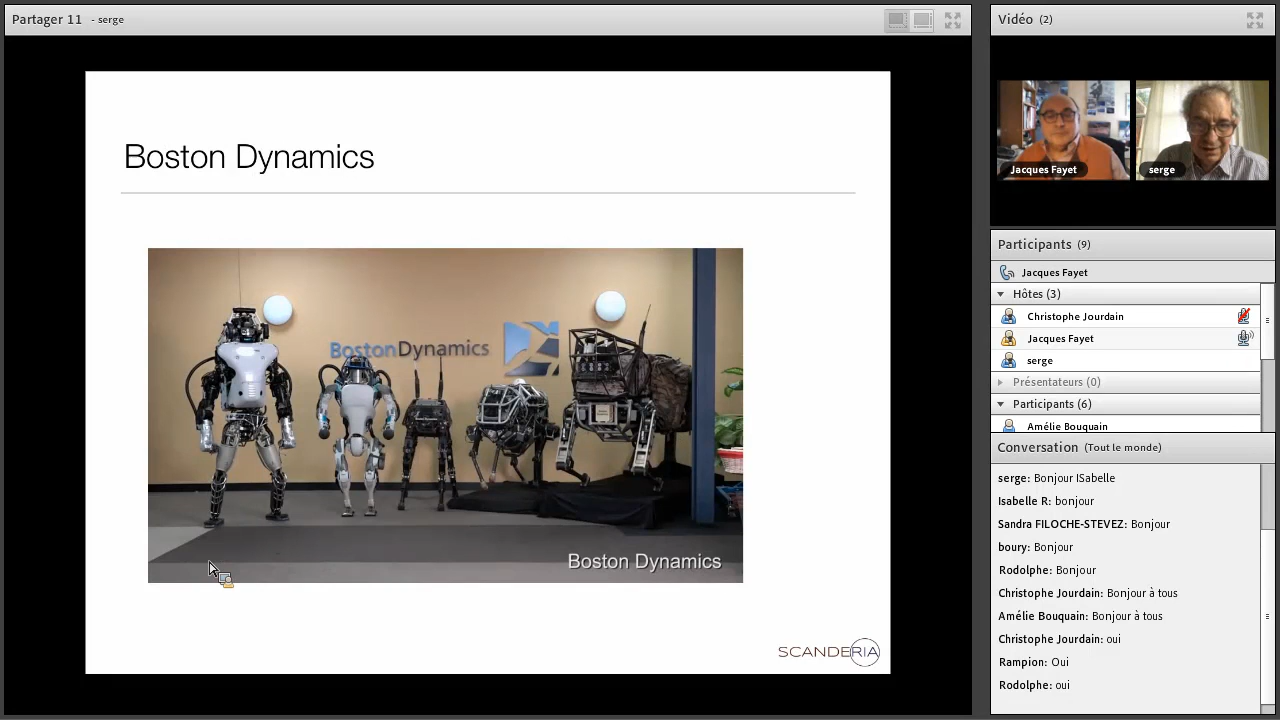 Partager 11 - serge
Boston Dynamics
BostonDynamics
Boston Dynamics
SCANDERIA
Vidéo (2)
Jacques Fayet
serge
Participants (9)
Jacques Fayet
Hôtes (3)
Christophe Jourdain
Jacques Fayet
serge
Présentateurs (0)
Participants (6)
Amélie Bouquain
Conversation (Tout le monde)
serge: Bonjour ISabelle
Isabelle R: bonjour
Sandra FILOCHE-STEVEZ: Bonjour
boury: Bonjour
Rodolphe: Bonjour
Christophe Jourdain: Bonjour à tous
Amélie Bouquain: Bonjour à tous
Christophe Jourdain: oui
Rampion: Oui
Rodolphe: oui